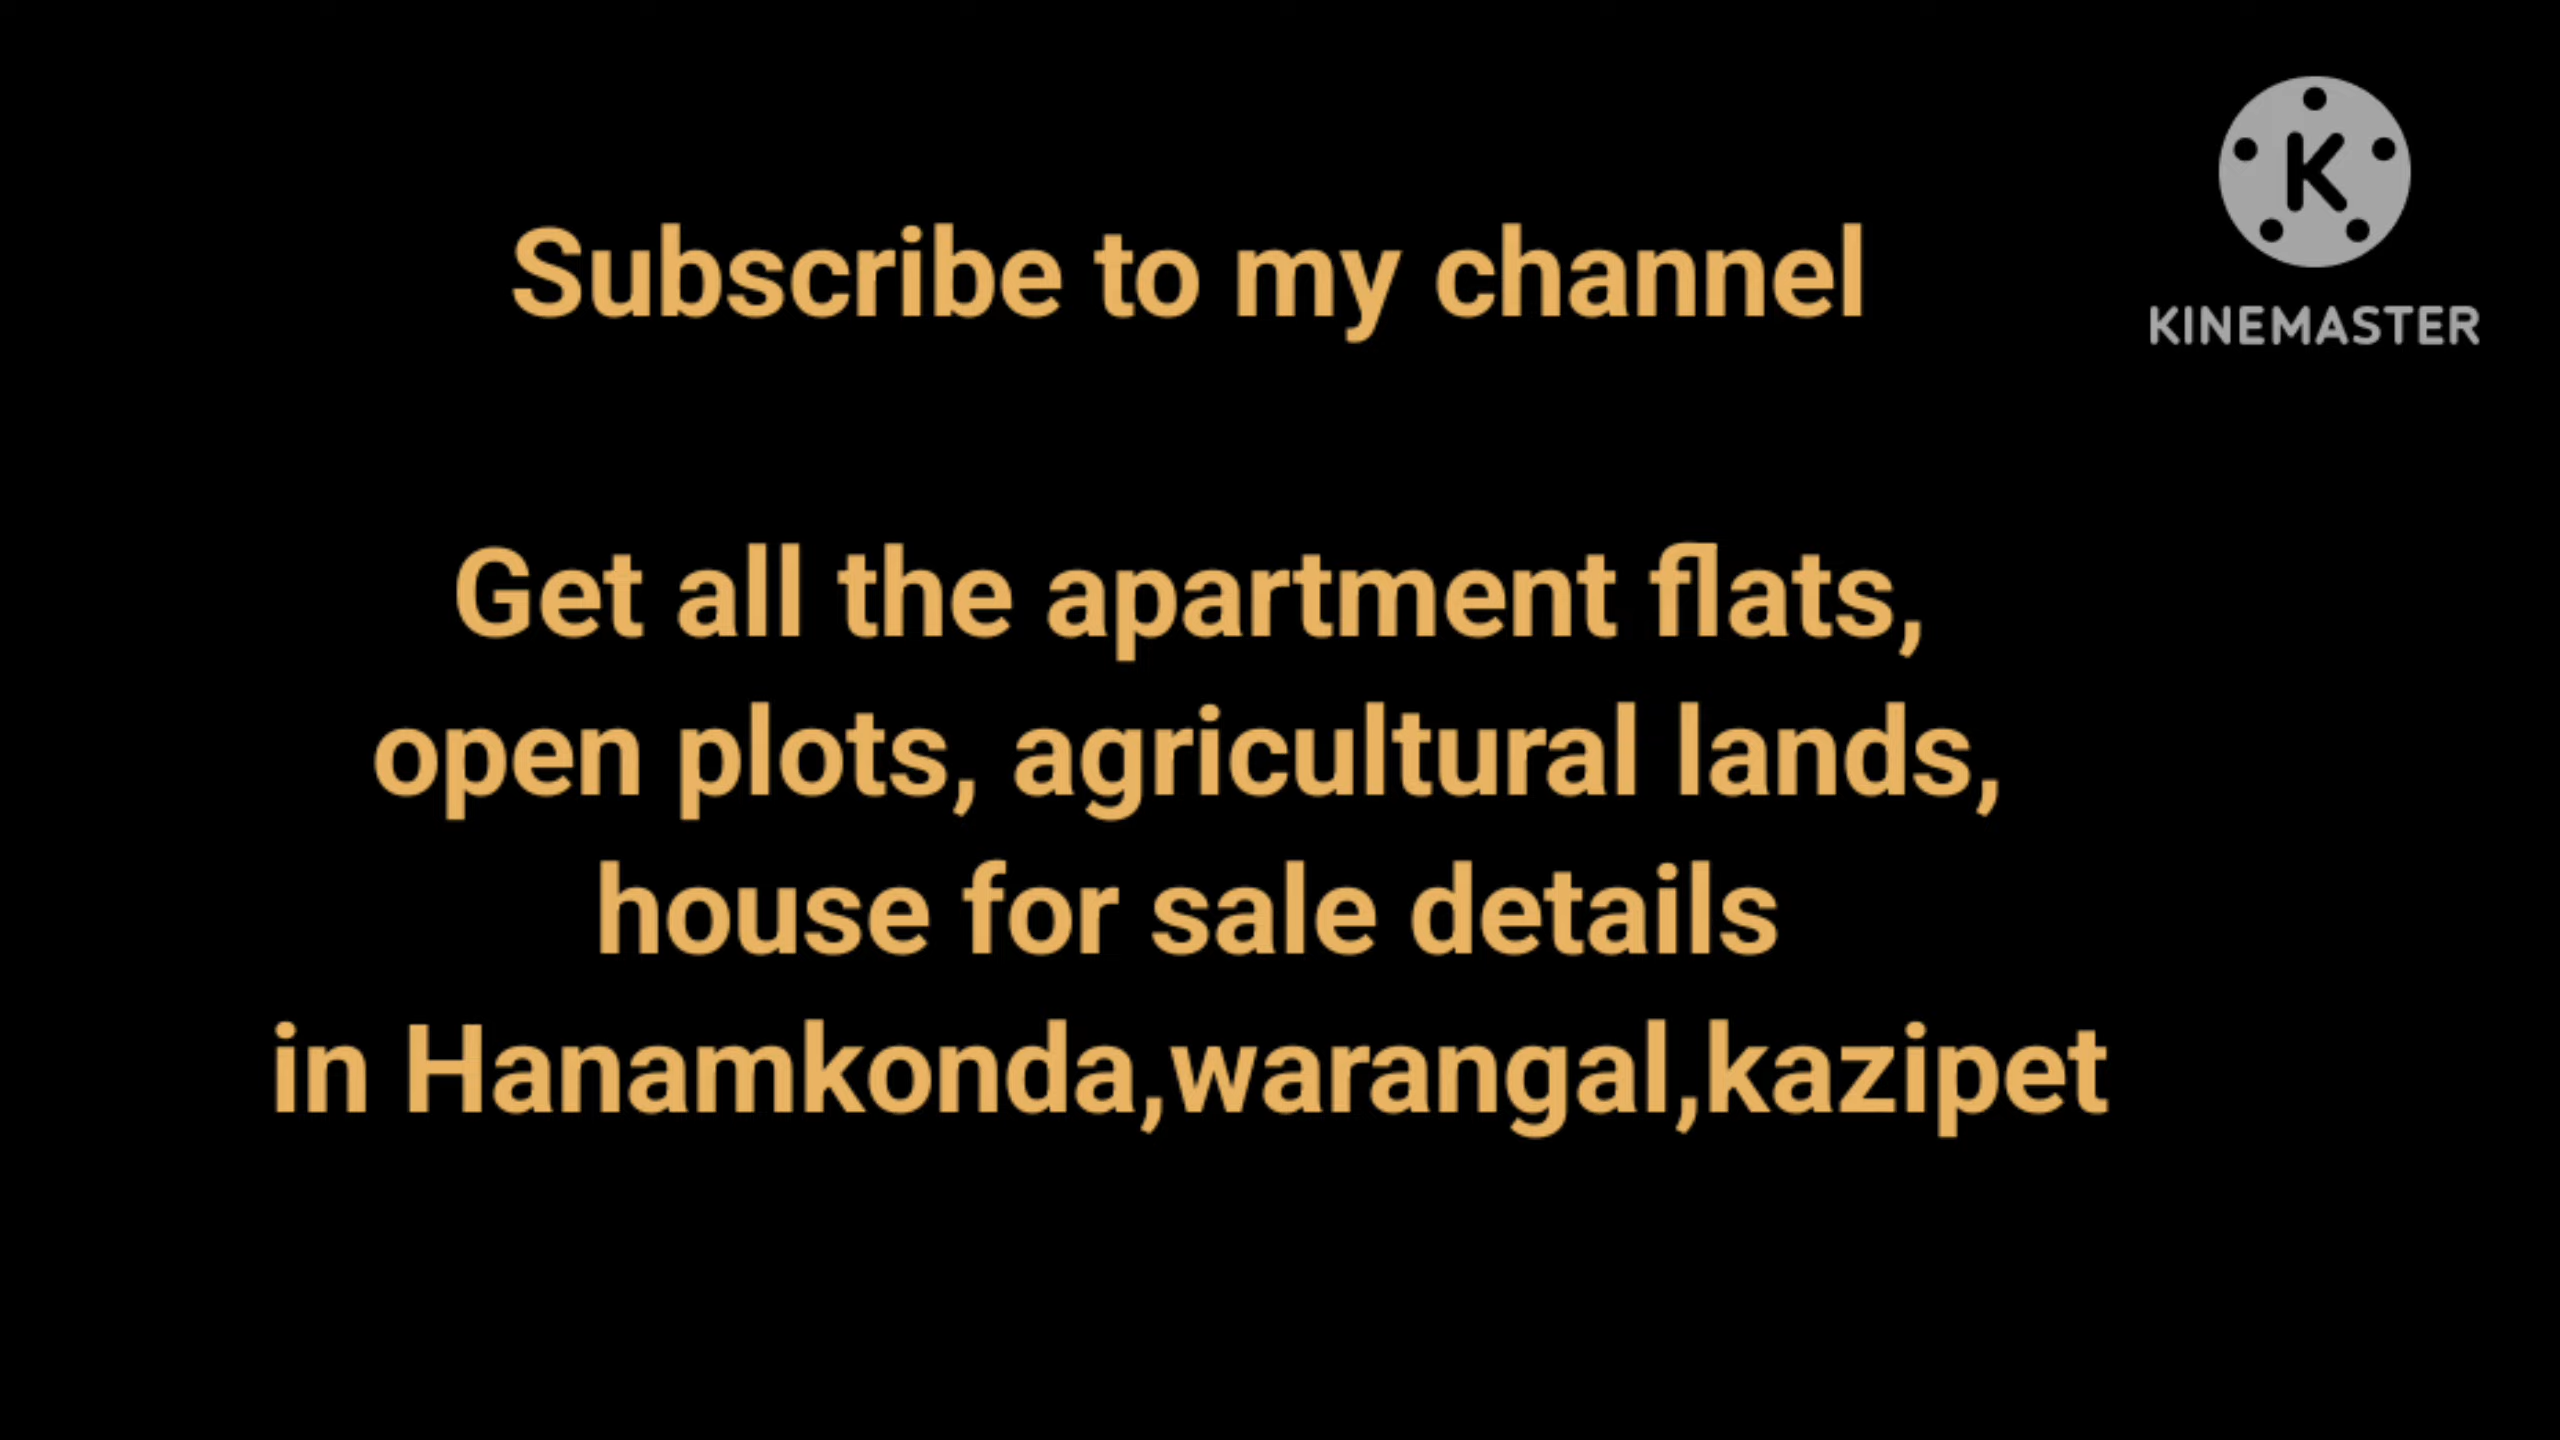 Subscribe to my channel
KINEMASTER
Get all the apartment flats,
open plots, agricultural lands,
house for sale details
in Hanamkonda,warangal,kazipet